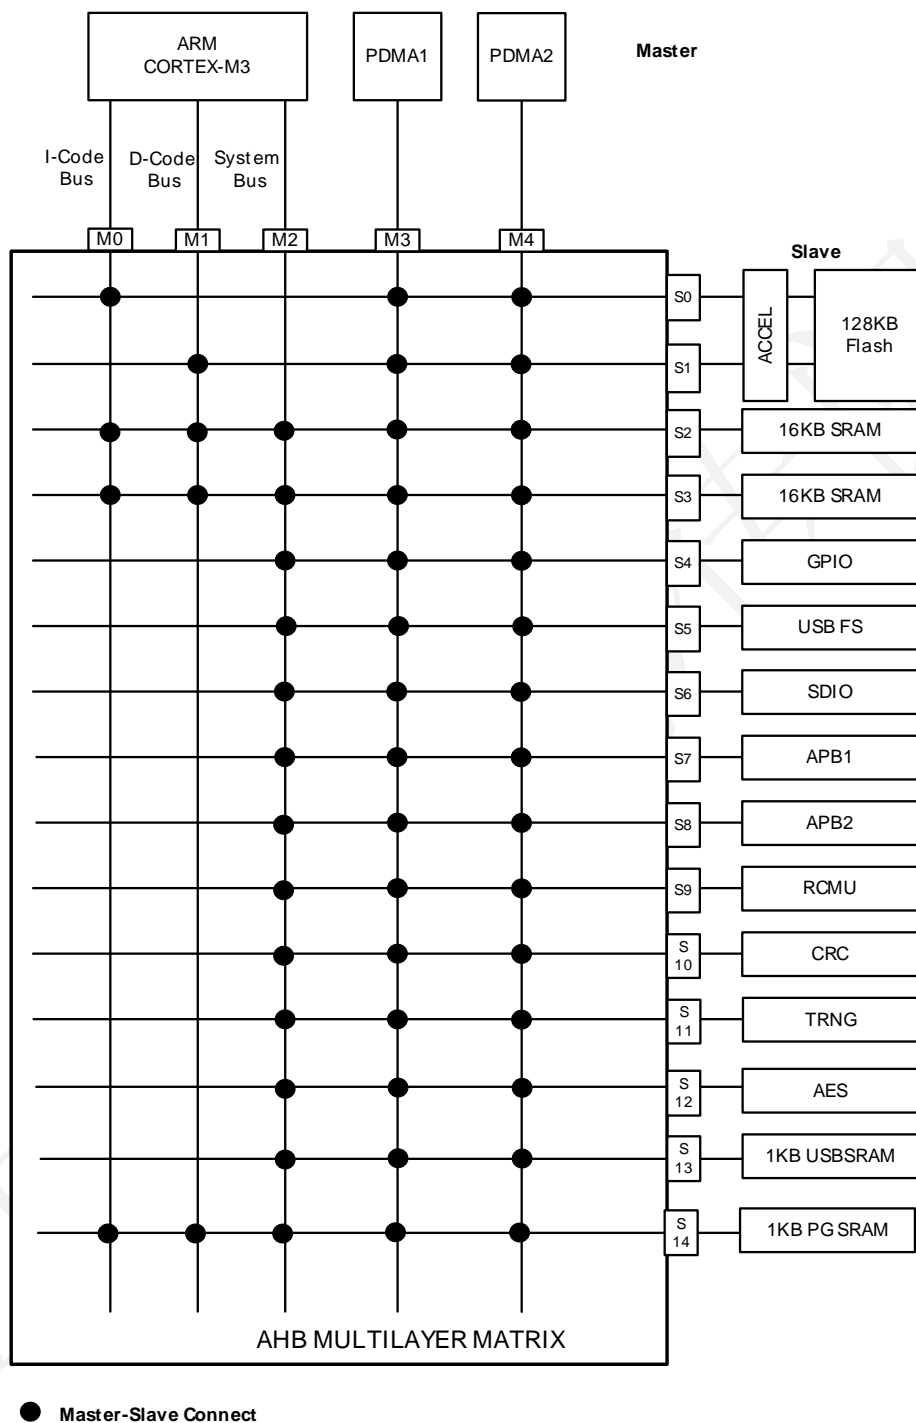 ARM
CORTEX-M3
PDMA1
PDMA2
Master
I-Code
Bus
D-Code
Bus
System
Bus
M0
M1
M2
M3
M4
Slave
S0
ACCEL
128KB
Flash
S1
S2
16KB SRAM
S3
16KB SRAM
S4
GPIO
S5
USB FS
S6
SDIO
S7
APB1
S8
APB2
S9
RCMU
S
10
CRC
S
11
TRNG
S
12
AES
S
13
1KB USBSRAM
S
14
1KB PG SRAM
AHB MULTILAYER MATRIX
Master-Slave Connect